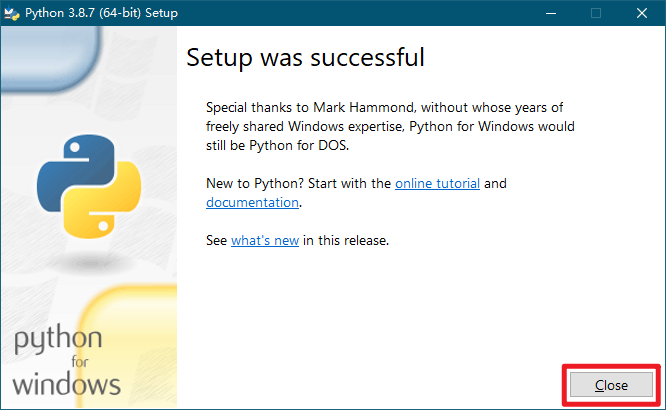 Python 3.8.7 (64-bit) Setup
Setup was successful
Special thanks to Mark Hammond, without whose years of
freely shared Windows expertise, Python for Windows would
still be Python for DOS.
New to Python? Start with the online tutorial and
documentation.
See what's new in this release.
python
for
windows
Close